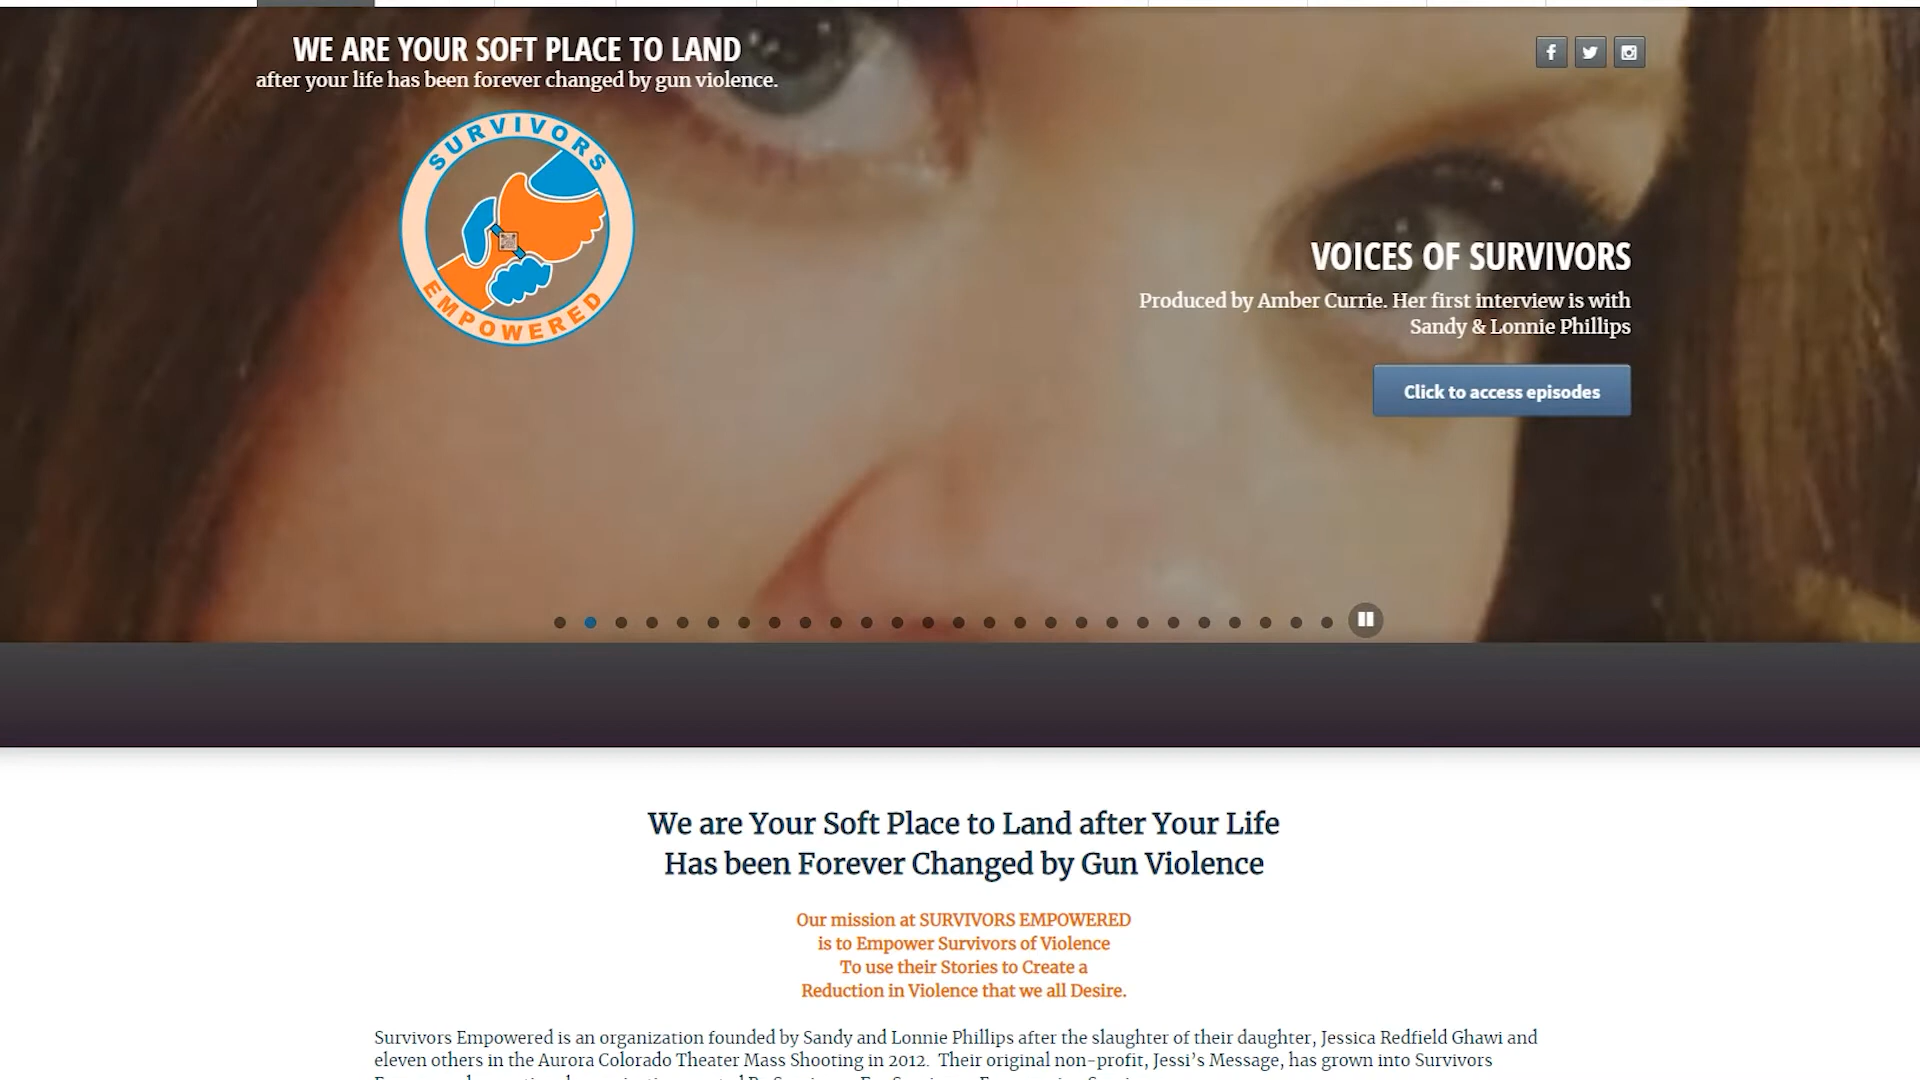 WE ARE YOUR SOFT PLACE TO LAND
after your life has been forever changed by gun violence.
SURVIVORS
EMPOWERED
VOICES OF SURVIVORS
Produced by Amber Currie. Her first interview is with
Sandy & Lonnie Phillips
Click to access episodes
We are Your Soft Place to Land after Your Life
Has been Forever Changed by Gun Violence
Our mission at SURVIVORS EMPOWERED
is to Empower Survivors of Violence
To use their Stories to Create a
Reduction in Violence that we all Desire.
Survivors Empowered is an organization founded by Sandy and Lonnie Phillips after the slaughter of their daughter, Jessica Redfield Ghawi and
eleven others in the Aurora Colorado Theater Mass Shooting in 2012.  Their original non-profit, Jessi’s Message, has grown into Survivors